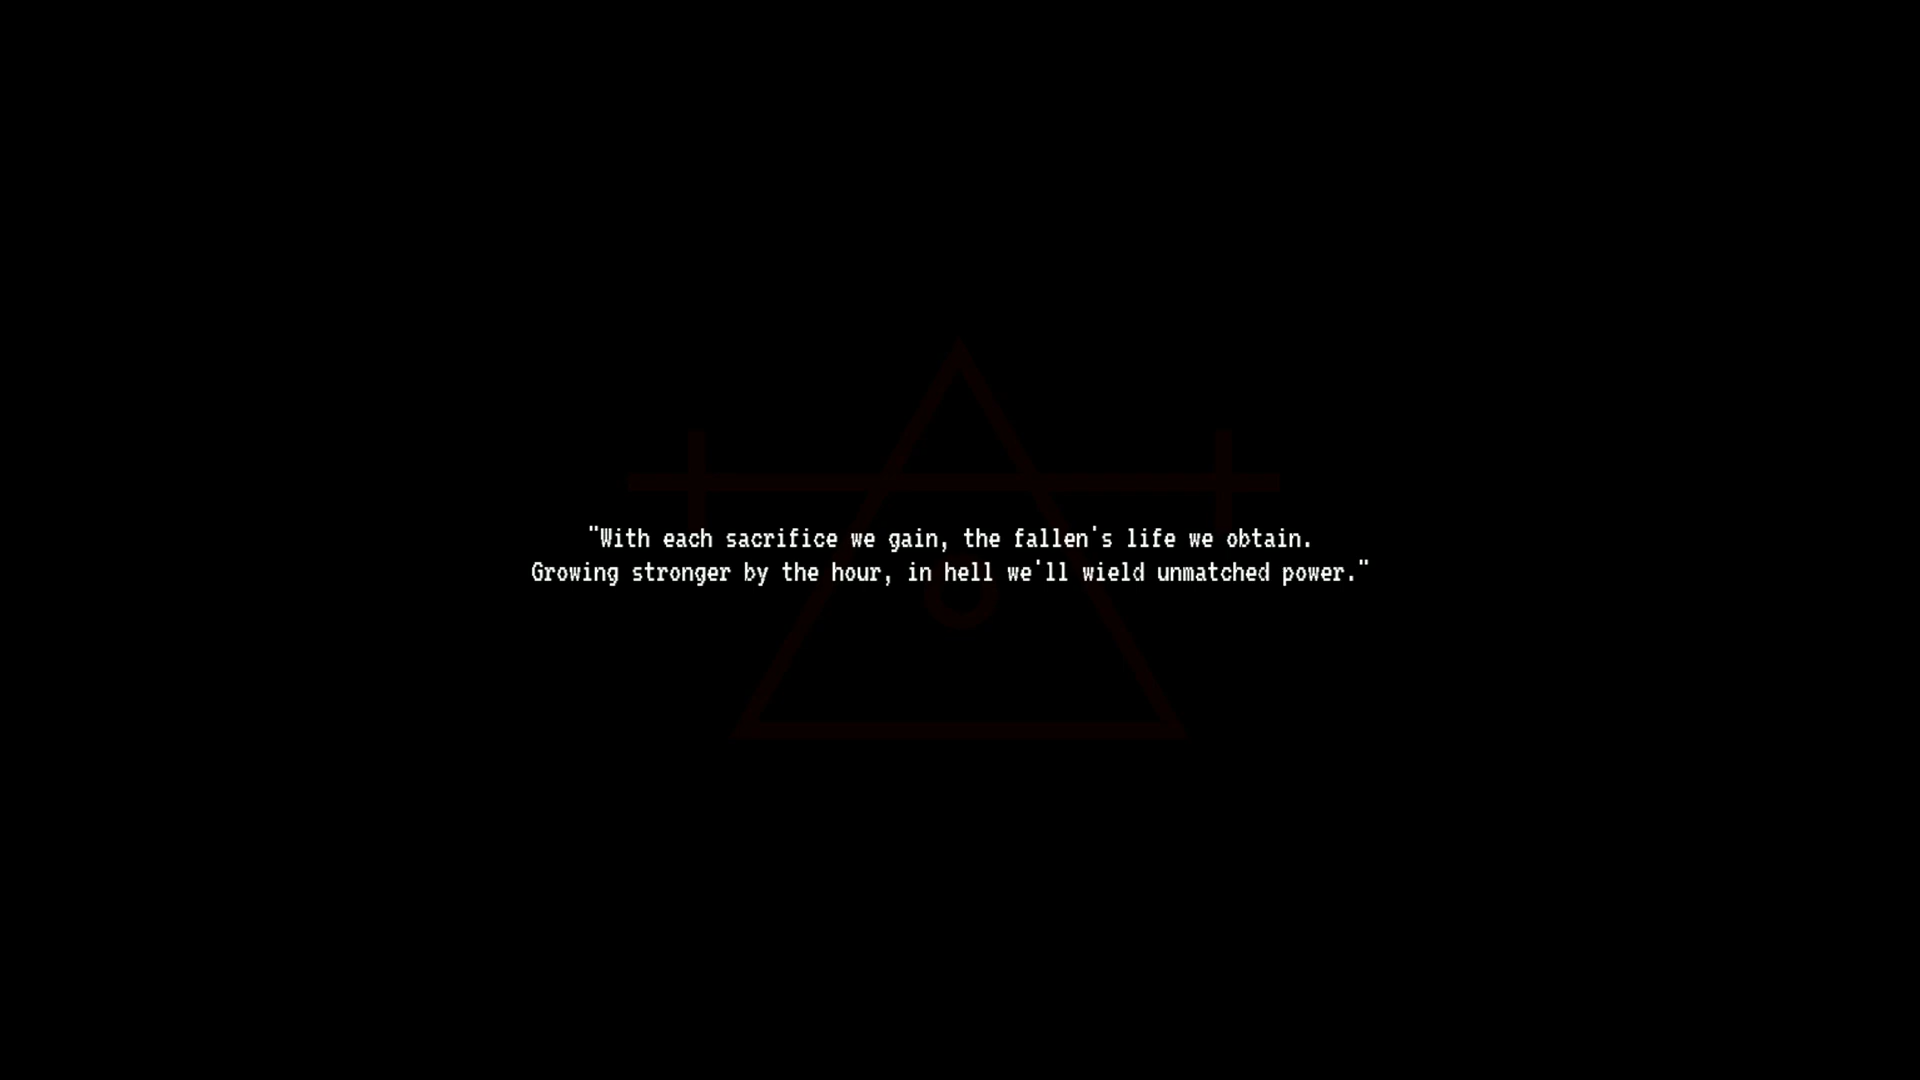 "With each sacrifice we gain, the fallen's life we obtain.
Growing stronger by the hour, in hell we'll wield unmatched power."